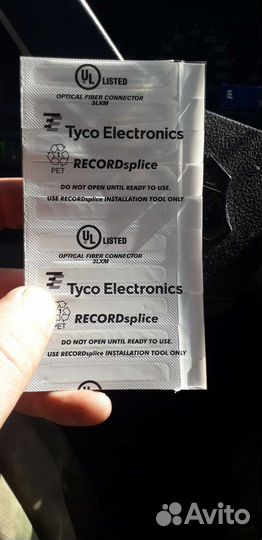 UL LISTED
OPTICAL FIBER CONNECTOR
3LXM
Tyco Electronics
PET
RECORDsplice
DO NOT OPEN UNTIL READY TO USE.
USE RECORDsplice INSTALLATION TOOL ONLY
UL LISTED
OPTICAL FIBER CONNECTOR
3LXM
Tyco Electronics
PET
RECORDsplice
DO NOT OPEN UNTIL READY TO USE.
USE RECORDsplice INSTALLATION TOOL ONLY
UL
Avito